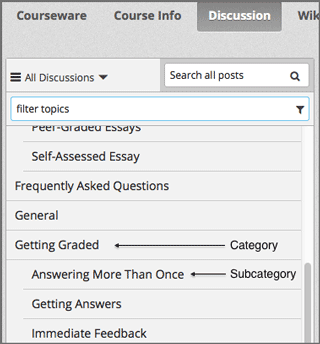 Courseware Course Info Discussion Wik
All Discussions Search all posts
filter topics
Peer-Graded Essays
Self-Assessed Essay
Frequently Asked Questions
General
Getting Graded Category
Answering More Than Once Subcategory
Getting Answers
Immediate Feedback